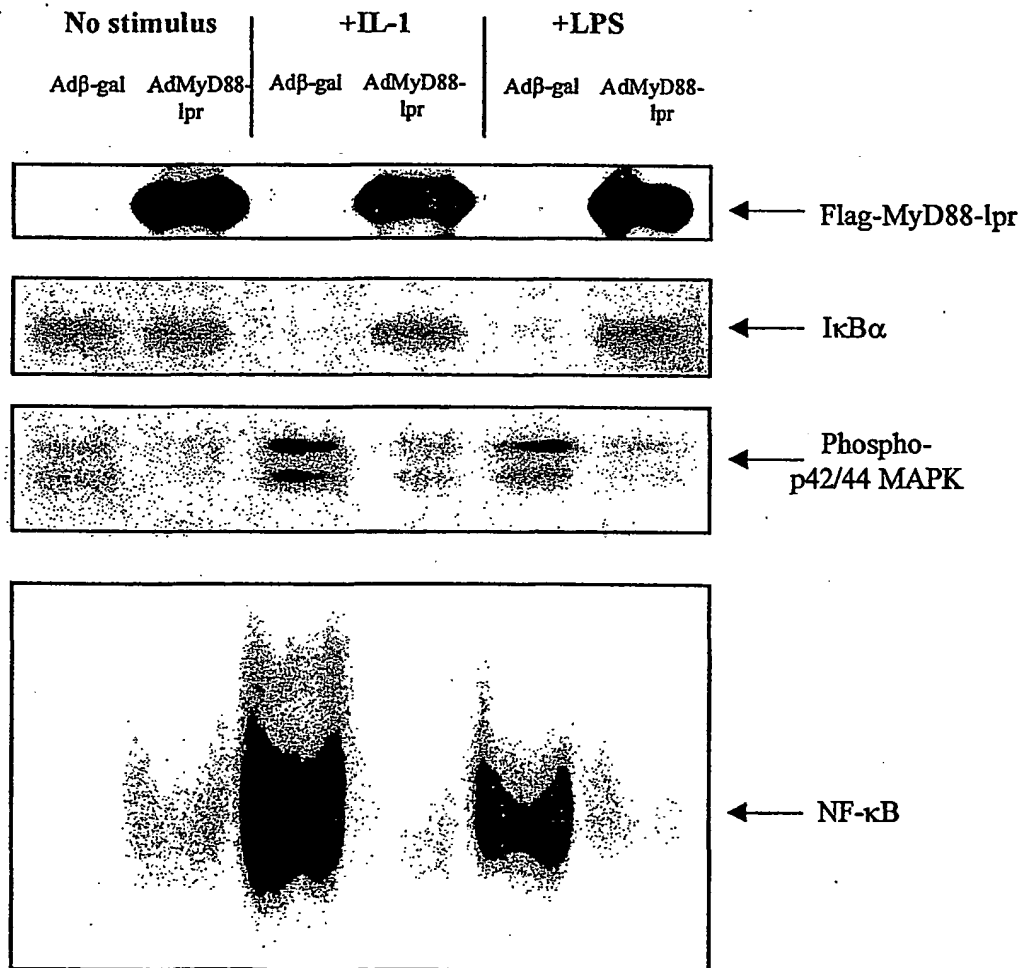 No stimulus +IL-1 +LPS
Adβ-gal AdMyD88- Adβ-gal AdMyD88- Adβ-gal AdMyD88-
lpr lpr lpr
Flag-MyD88-lpr
IκBα
Phospho-
p42/44 MAPK
NF-κB